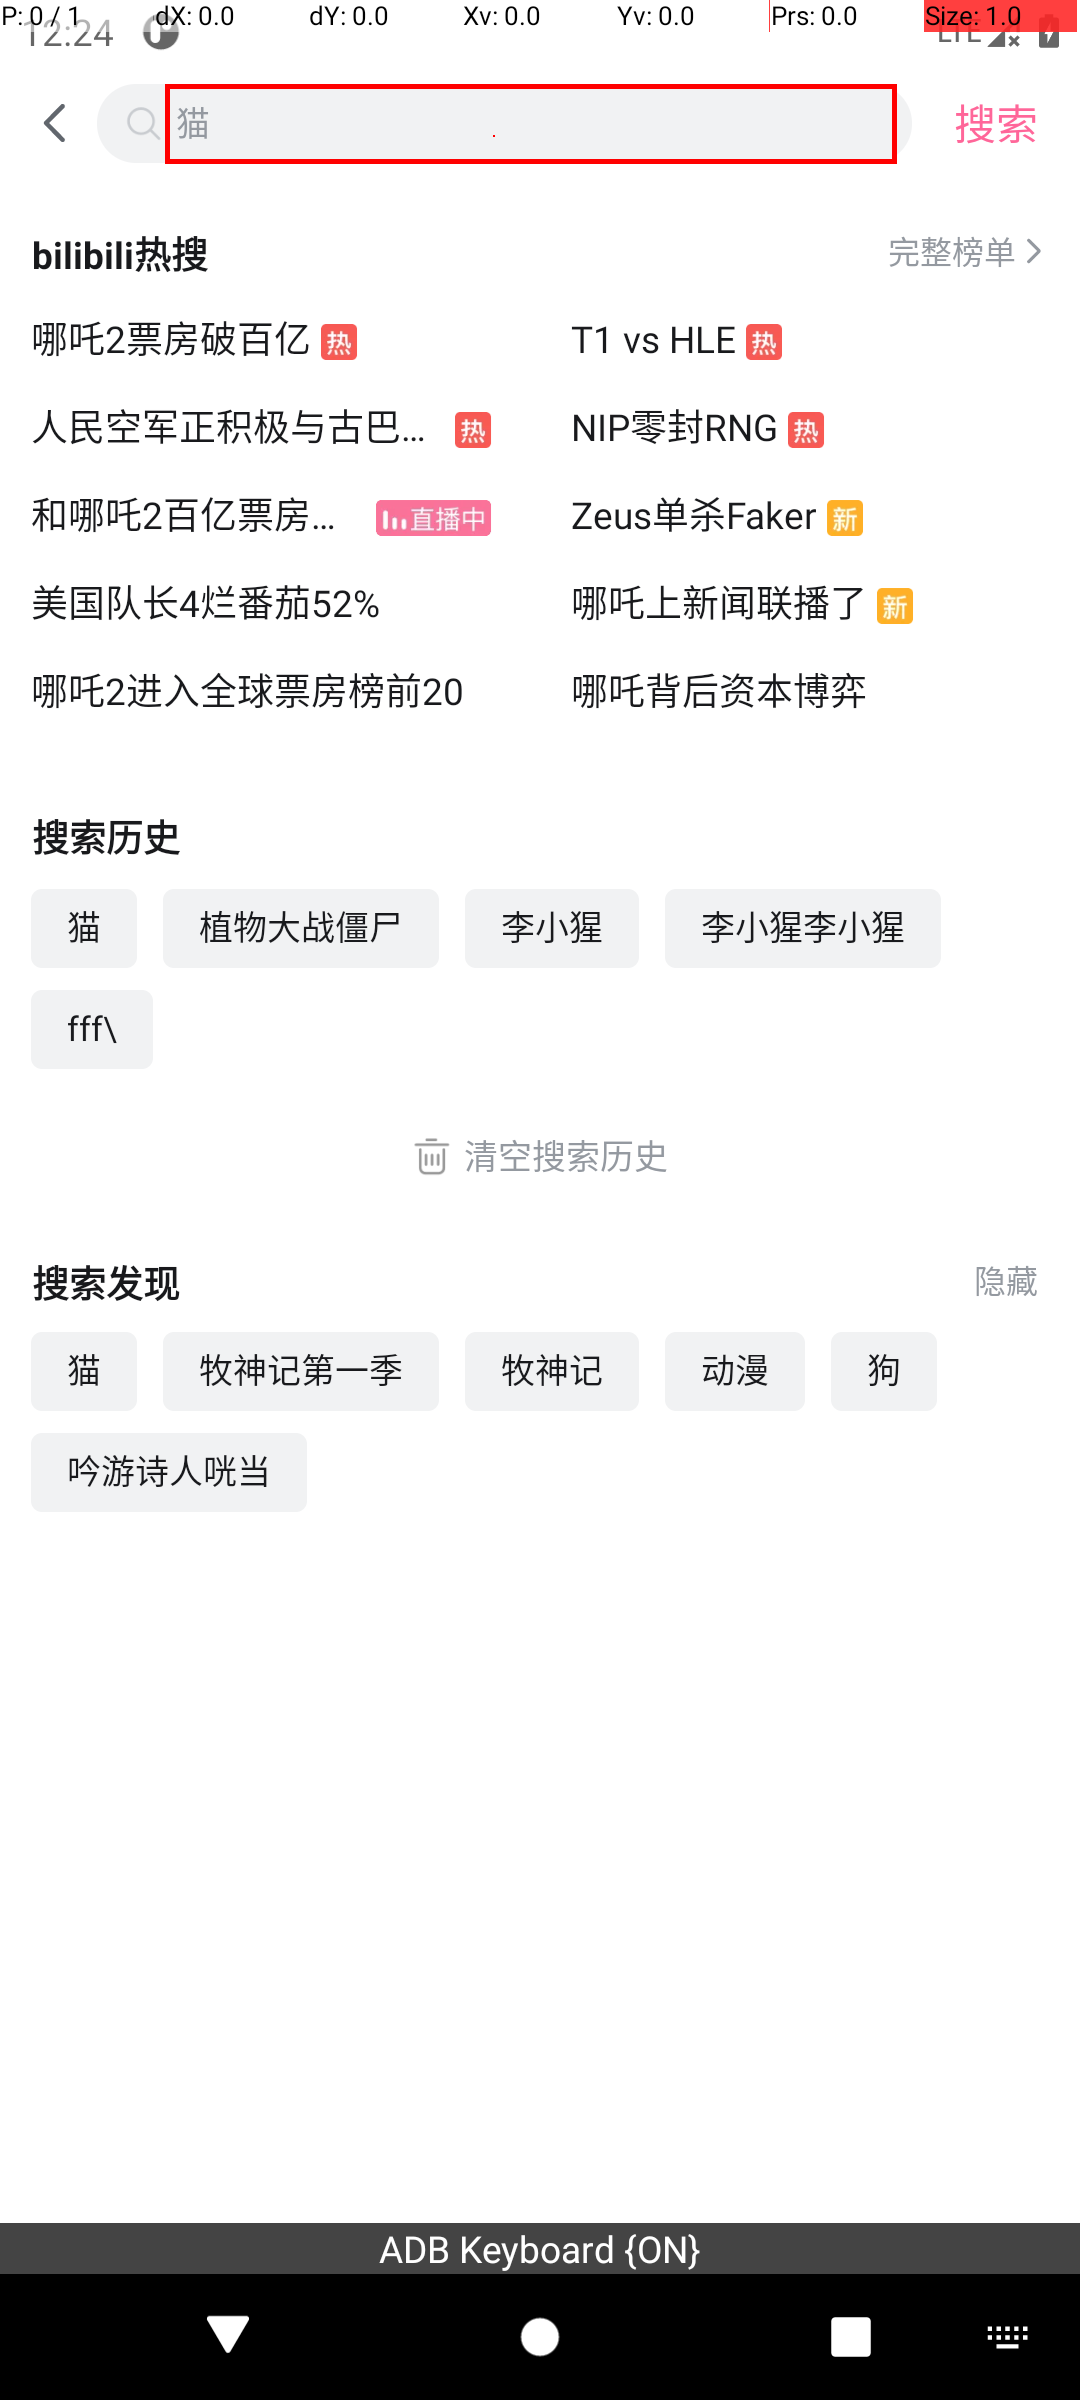 P: 0 / 1 dX: 0.0 dY: 0.0 Xv: 0.0 Yv: 0.0 Prs: 0.0 Size: 1.0
12:24 LTE
猫 搜索
bilibili热搜 完整榜单
哪吒2票房破百亿 热 T1 vs HLE 热
人民空军正积极与古巴... 热 NIP零封RNG 热
和哪吒2百亿票房... 直播中 Zeus单杀Faker 新
美国队长4烂番茄52% 哪吒上新闻联播了 新
哪吒2进入全球票房榜前20 哪吒背后资本博弈
搜索历史
猫 植物大战僵尸 李小猩 李小猩李小猩
fff\
清空搜索历史
搜索发现 隐藏
猫 牧神记第一季 牧神记 动漫 狗
吟游诗人咣当
ADB Keyboard {ON}